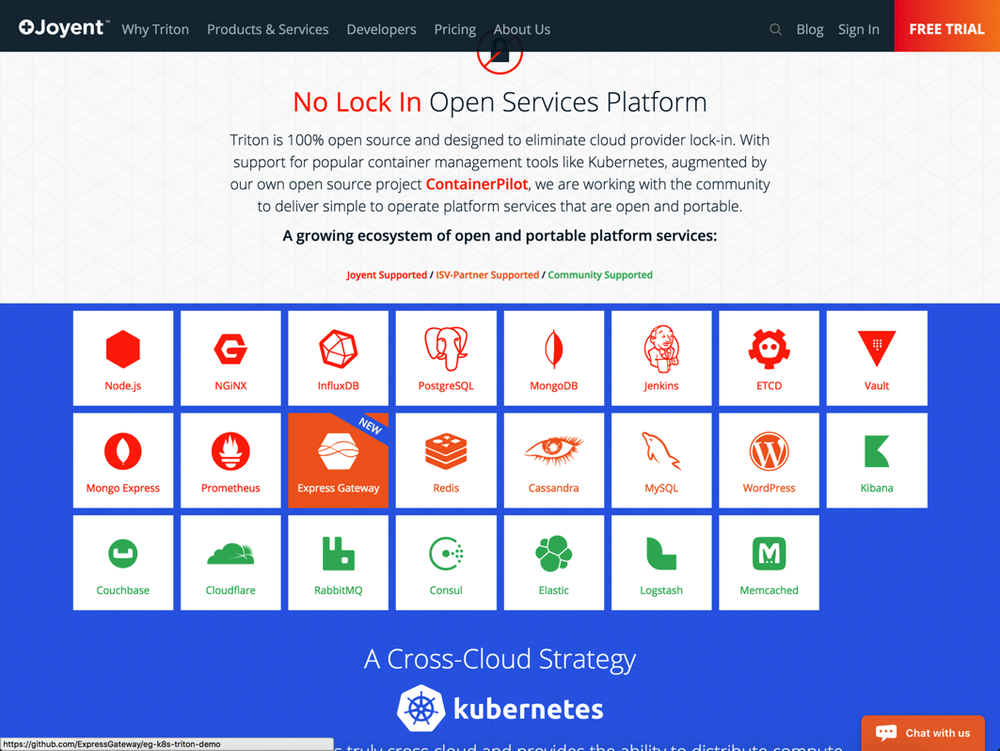 Joyent™ Why Triton Products & Services Developers Pricing About Us Blog Sign In FREE TRIAL
No Lock In Open Services Platform
Triton is 100% open source and designed to eliminate cloud provider lock-in. With
support for popular container management tools like Kubernetes, augmented by
our own open source project ContainerPilot, we are working with the community
to deliver simple to operate platform services that are open and portable.
A growing ecosystem of open and portable platform services:
Joyent Supported / ISV-Partner Supported / Community Supported
Node.js NGiNX InfluxDB PostgreSQL MongoDB Jenkins ETCD Vault
NEW
Mongo Express Prometheus Express Gateway Redis Cassandra MySQL WordPress Kibana
Couchbase Cloudflare RabbitMQ Consul Elastic Logstash Memcached
A Cross-Cloud Strategy
kubernetes
Chat with us
https://github.com/ExpressGateway/eg-k8s-triton-demo
s truly cross cloud and provides the ability to distribute compute